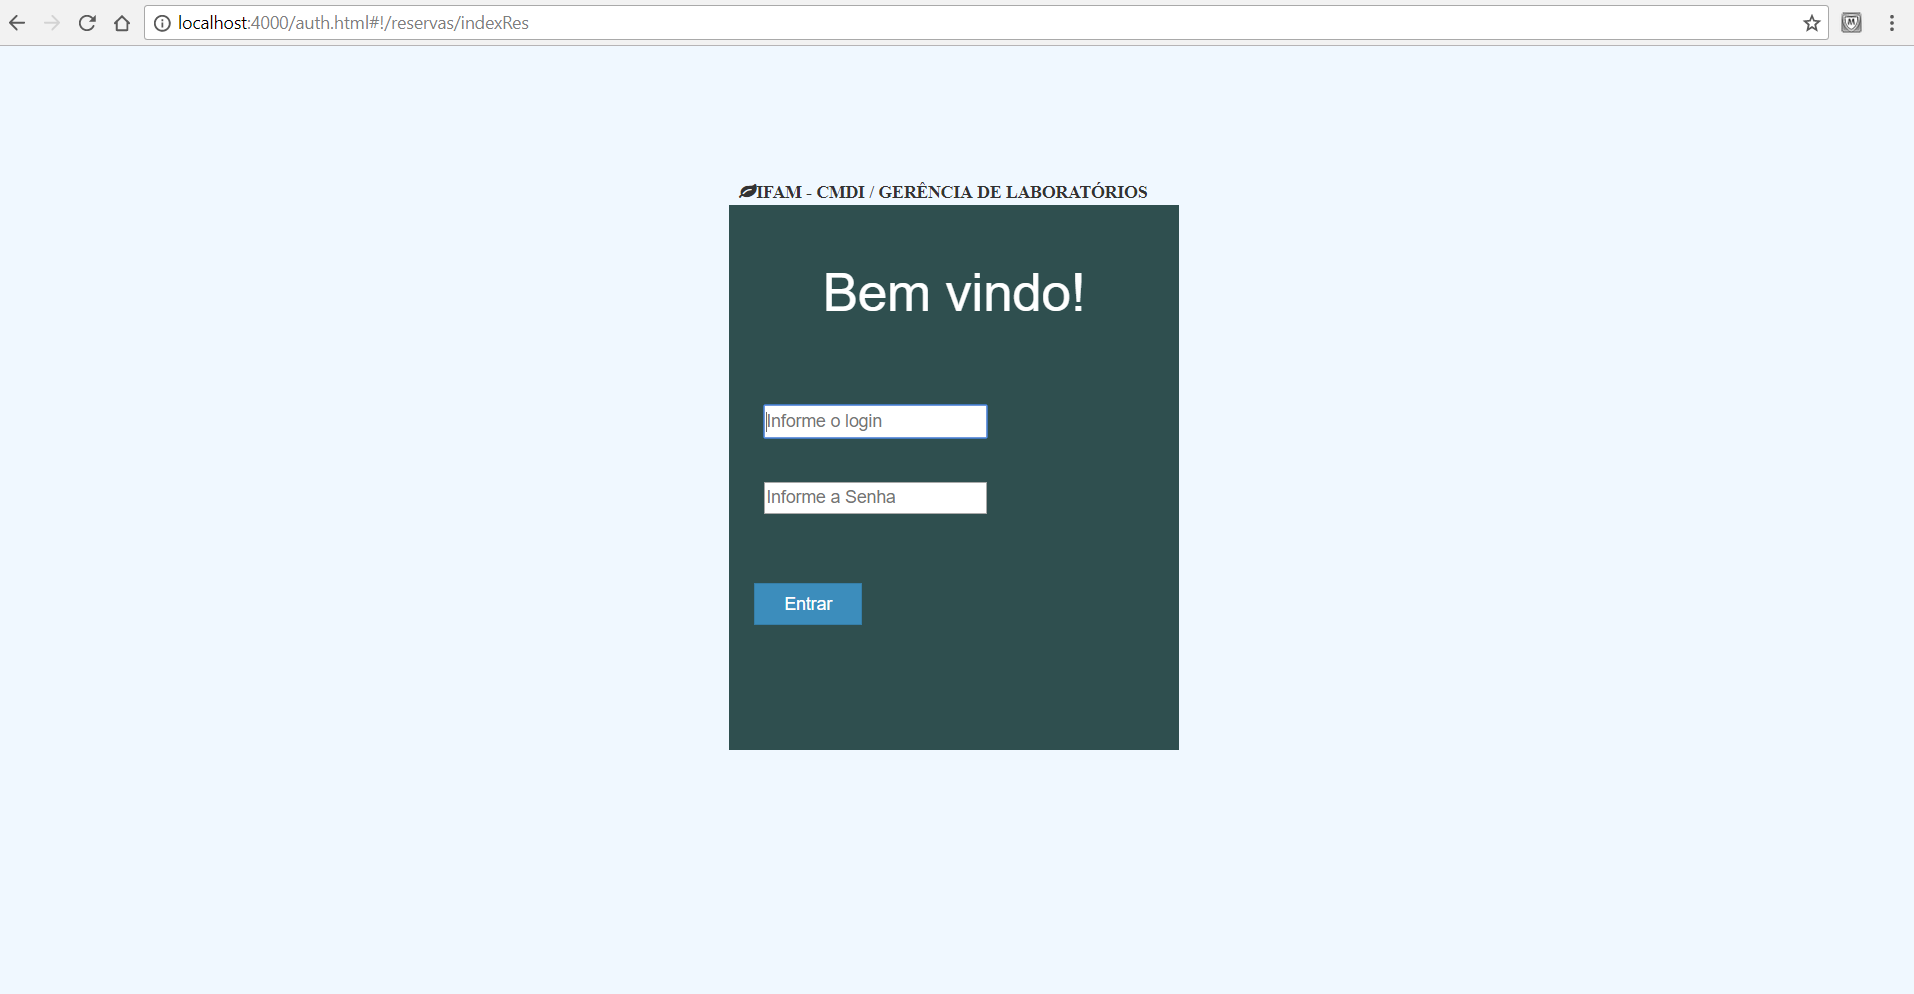 localhost:4000/auth.html#!/reservas/indexRes
IFAM - CMDI / GERÊNCIA DE LABORATÓRIOS
Bem vindo!
Informe o login
Informe a Senha
Entrar